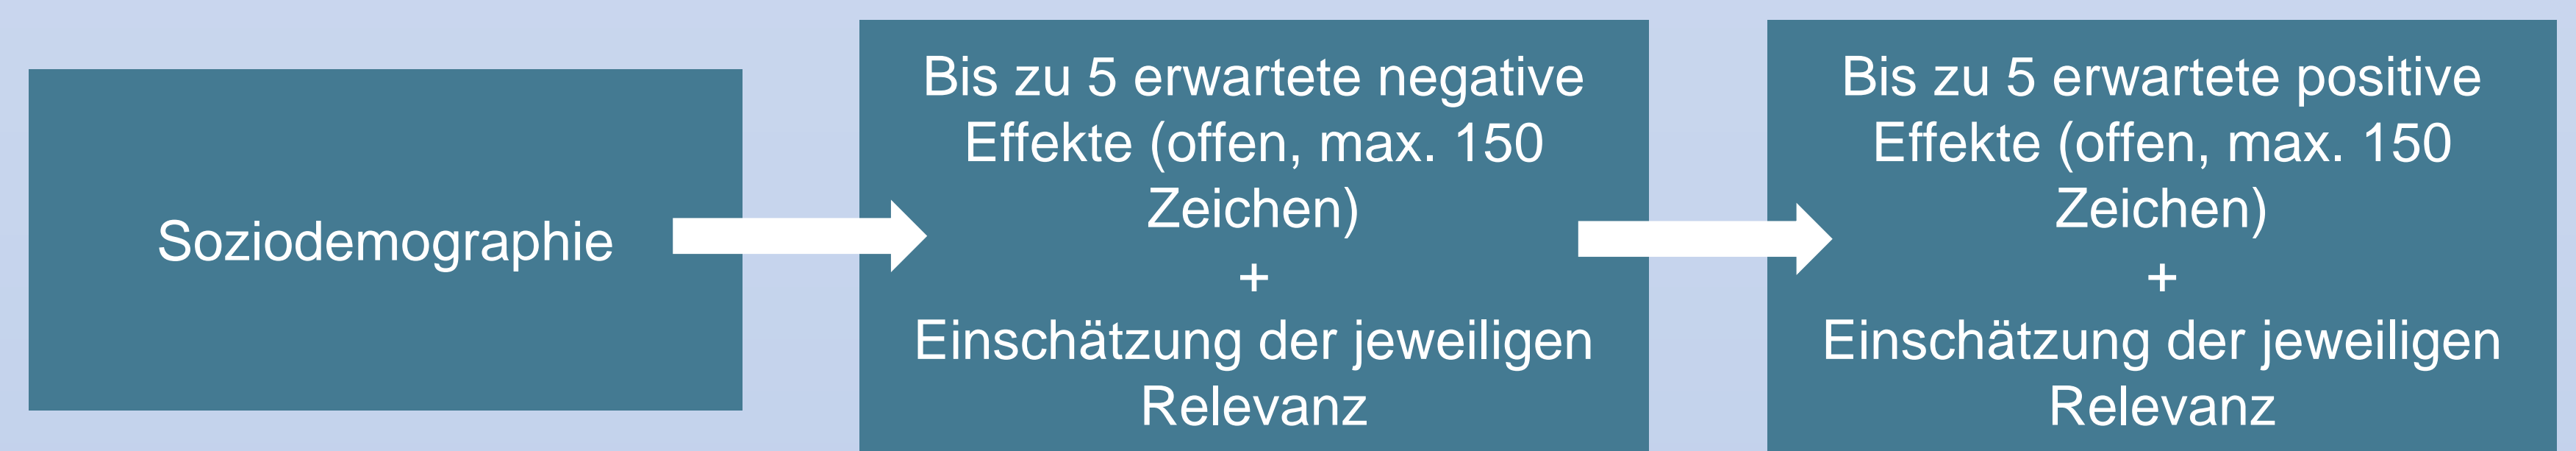 Soziodemographie
Bis zu 5 erwartete negative
Effekte (offen, max. 150
Zeichen)
+
Einschätzung der jeweiligen
Relevanz
Bis zu 5 erwartete positive
Effekte (offen, max. 150
Zeichen)
+
Einschätzung der jeweiligen
Relevanz